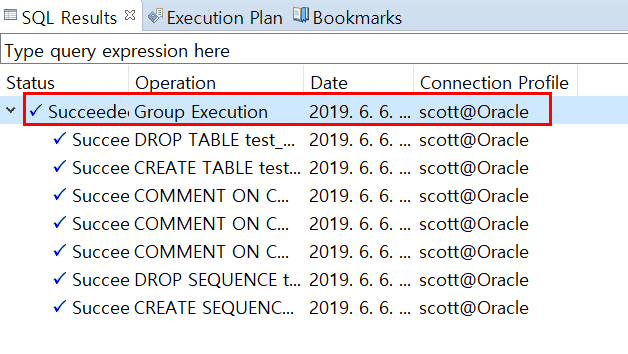 SQL Results Execution Plan Bookmarks
Type query expression here
Status Operation Date Connection Profile
Succeeded Group Execution 2019. 6. 6. ... scott@Oracle
Succee DROP TABLE test_... 2019. 6. 6. ... scott@Oracle
Succee CREATE TABLE test... 2019. 6. 6. ... scott@Oracle
Succee COMMENT ON C... 2019. 6. 6. ... scott@Oracle
Succee COMMENT ON C... 2019. 6. 6. ... scott@Oracle
Succee COMMENT ON C... 2019. 6. 6. ... scott@Oracle
Succee DROP SEQUENCE t... 2019. 6. 6. ... scott@Oracle
Succee CREATE SEQUENC... 2019. 6. 6. ... scott@Oracle